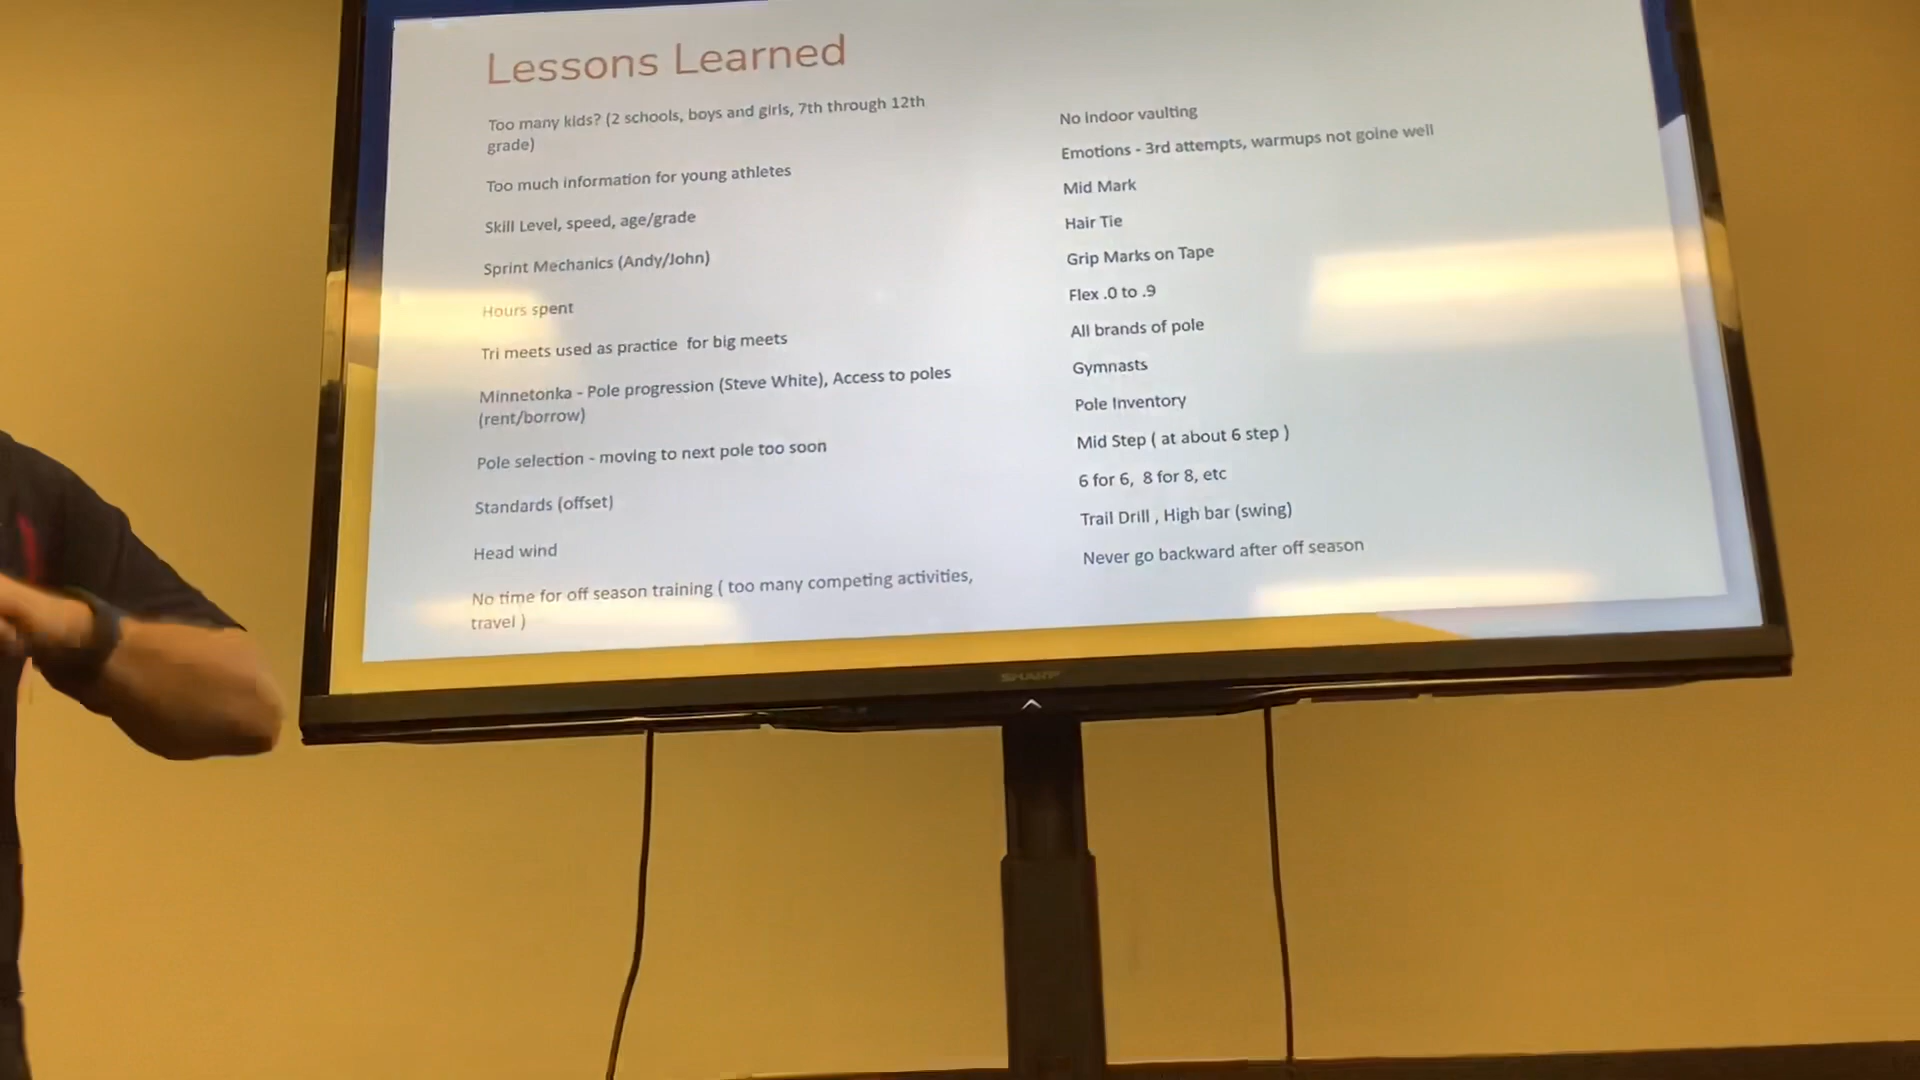 Lessons Learned
Too many kids? (2 schools, boys and girls, 7th through 12th
grade)
Too much information for young athletes
Skill Level, speed, age/grade
Sprint Mechanics (Andy/John)
Hours spent
Tri meets used as practice for big meets
Minnetonka - Pole progression (Steve White), Access to poles
(rent/borrow)
Pole selection - moving to next pole too soon
Standards (offset)
Head wind
No time for off season training ( too many competing activities,
travel )
No indoor vaulting
Emotions - 3rd attempts, warmups not goine well
Mid Mark
Hair Tie
Grip Marks on Tape
Flex .0 to .9
All brands of pole
Gymnasts
Pole Inventory
Mid Step ( at about 6 step )
6 for 6, 8 for 8, etc
Trail Drill , High bar (swing)
Never go backward after off season
SHARP